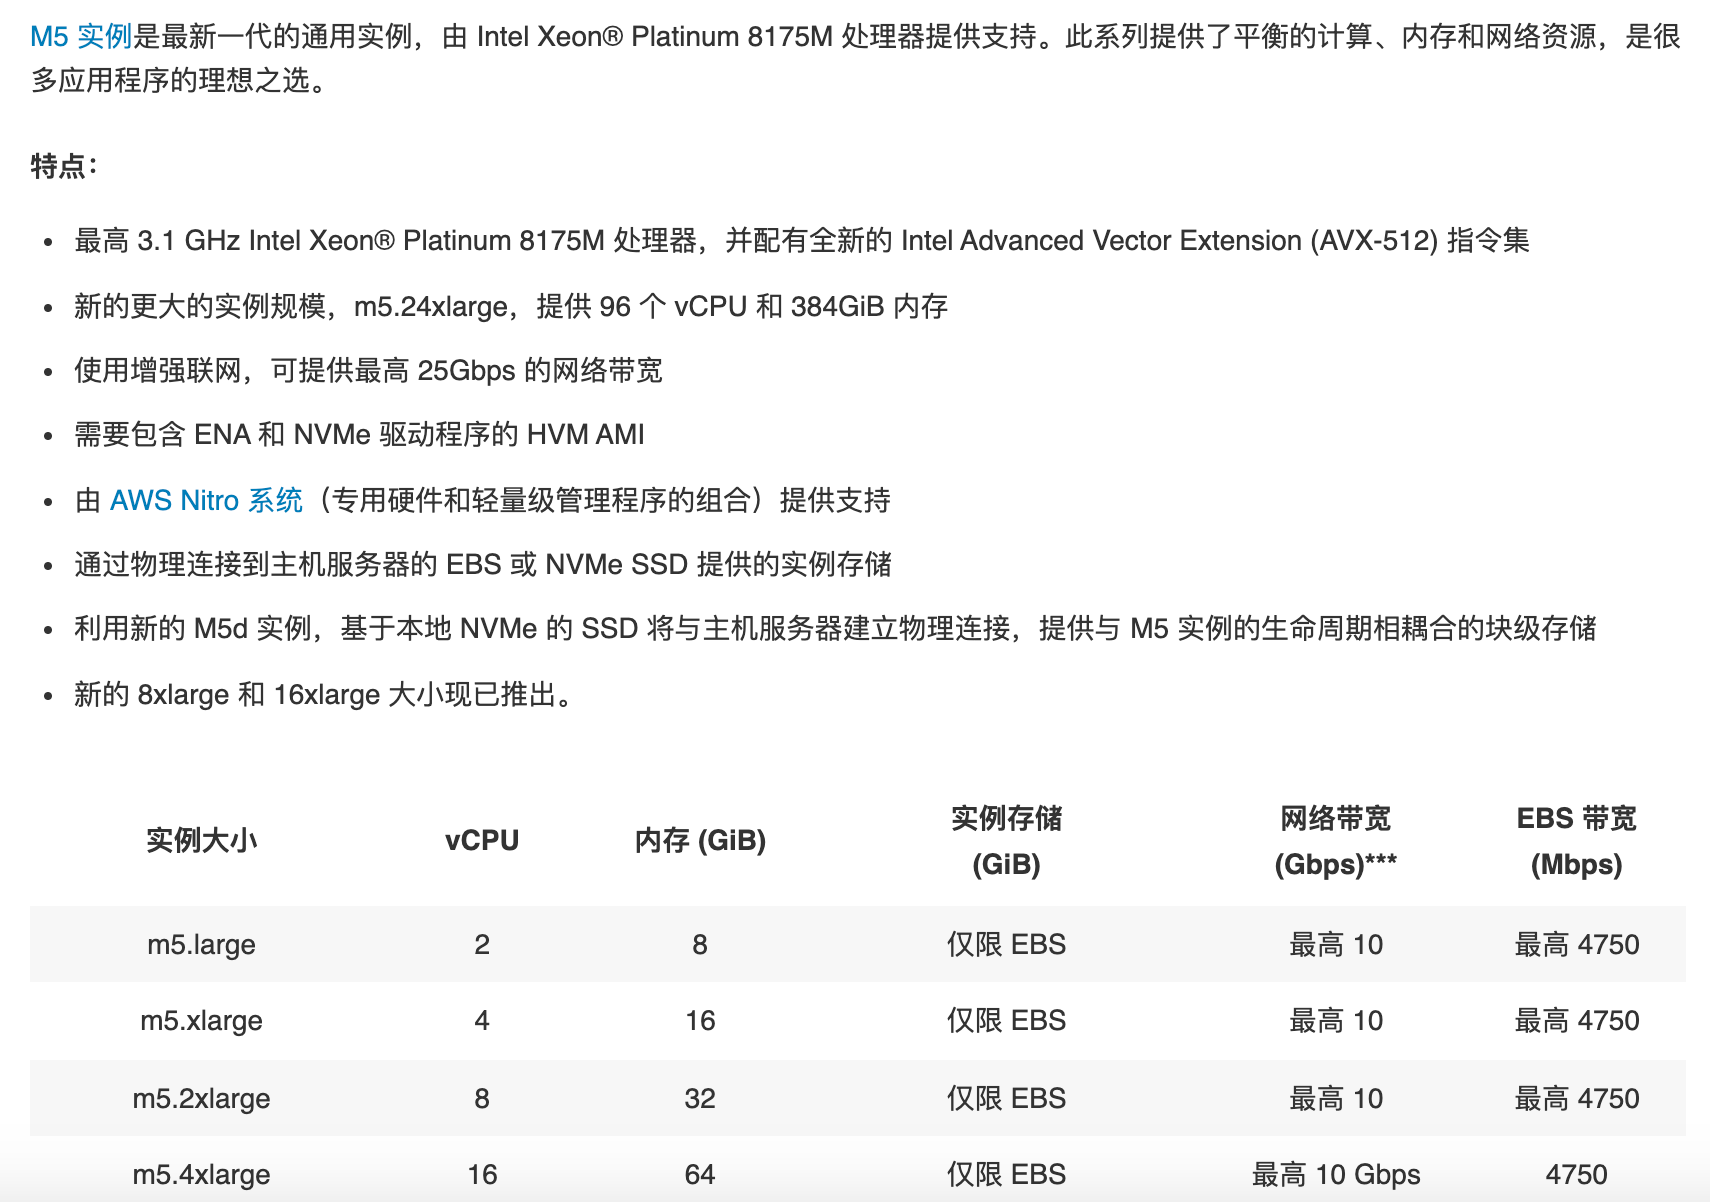 M5 实例是最新一代的通用实例，由 Intel Xeon® Platinum 8175M 处理器提供支持。此系列提供了平衡的计算、内存和网络资源，是很
多应用程序的理想之选。
特点：
• 最高 3.1 GHz Intel Xeon® Platinum 8175M 处理器，并配有全新的 Intel Advanced Vector Extension (AVX-512) 指令集
• 新的更大的实例规模，m5.24xlarge，提供 96 个 vCPU 和 384GiB 内存
• 使用增强联网，可提供最高 25Gbps 的网络带宽
• 需要包含 ENA 和 NVMe 驱动程序的 HVM AMI
• 由 AWS Nitro 系统（专用硬件和轻量级管理程序的组合）提供支持
• 通过物理连接到主机服务器的 EBS 或 NVMe SSD 提供的实例存储
• 利用新的 M5d 实例，基于本地 NVMe 的 SSD 将与主机服务器建立物理连接，提供与 M5 实例的生命周期相耦合的块级存储
• 新的 8xlarge 和 16xlarge 大小现已推出。
实例大小 vCPU 内存 (GiB) 实例存储 (GiB) 网络带宽 (Gbps)*** EBS 带宽 (Mbps)
m5.large 2 8 仅限 EBS 最高 10 最高 4750
m5.xlarge 4 16 仅限 EBS 最高 10 最高 4750
m5.2xlarge 8 32 仅限 EBS 最高 10 最高 4750
m5.4xlarge 16 64 仅限 EBS 最高 10 Gbps 4750